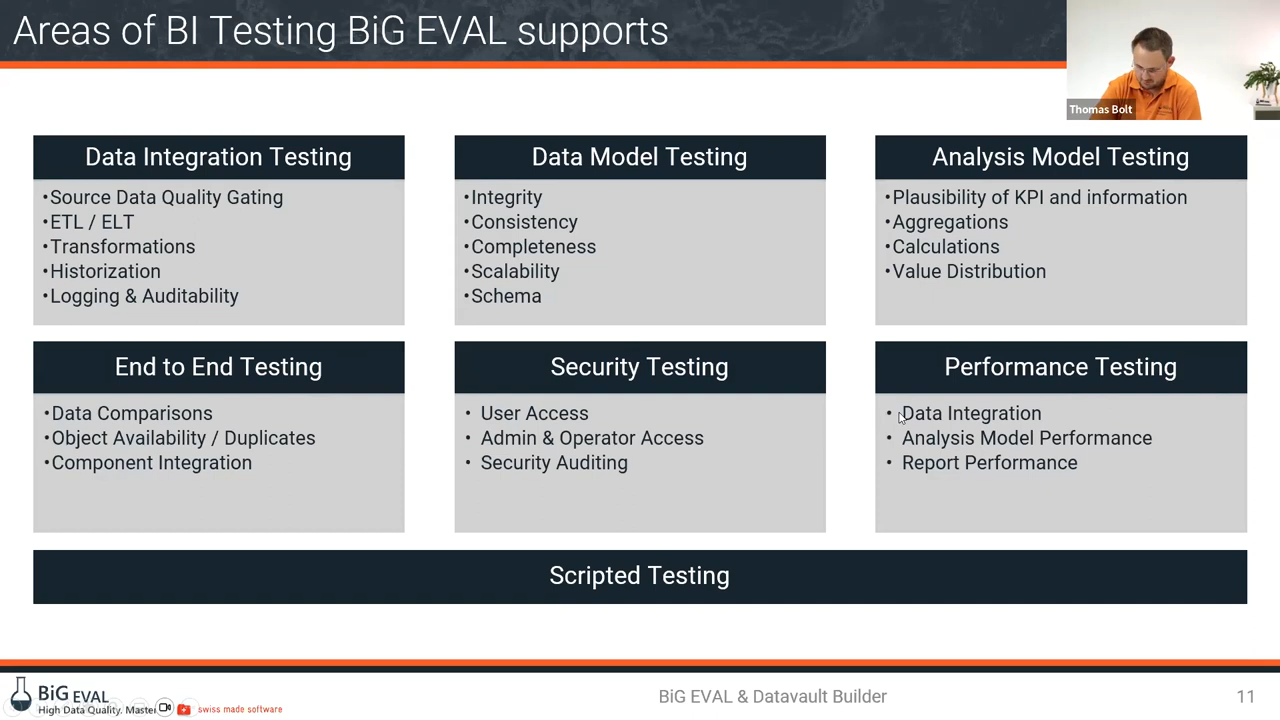 Areas of BI Testing BiG EVAL supports
Thomas Bolt
Data Integration Testing
•Source Data Quality Gating
•ETL / ELT
•Transformations
•Historization
•Logging & Auditability
Data Model Testing
•Integrity
•Consistency
•Completeness
•Scalability
•Schema
Analysis Model Testing
•Plausibility of KPI and information
•Aggregations
•Calculations
•Value Distribution
End to End Testing
•Data Comparisons
•Object Availability / Duplicates
•Component Integration
Security Testing
• User Access
• Admin & Operator Access
• Security Auditing
Performance Testing
• Data Integration
• Analysis Model Performance
• Report Performance
Scripted Testing
BiG EVAL
High Data Quality.
swiss made software
BiG EVAL & Datavault Builder
11